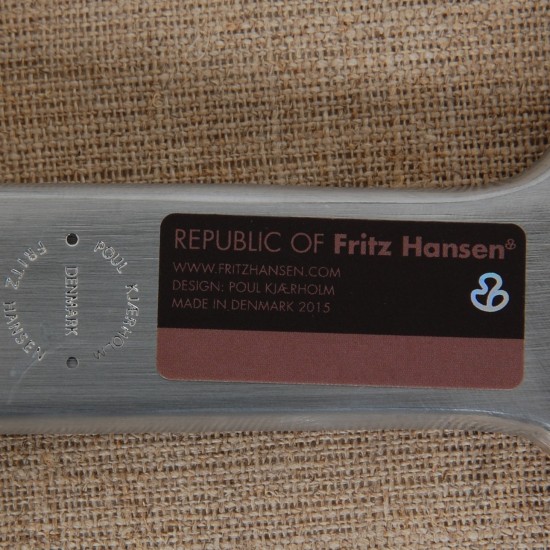 REPUBLIC OF Fritz Hansen
WWW.FRITZHANSEN.COM
DESIGN: POUL KJÆRHOLM
MADE IN DENMARK 2015
POUL KJÆRHOLM
DENMARK
FRITZ HANSEN